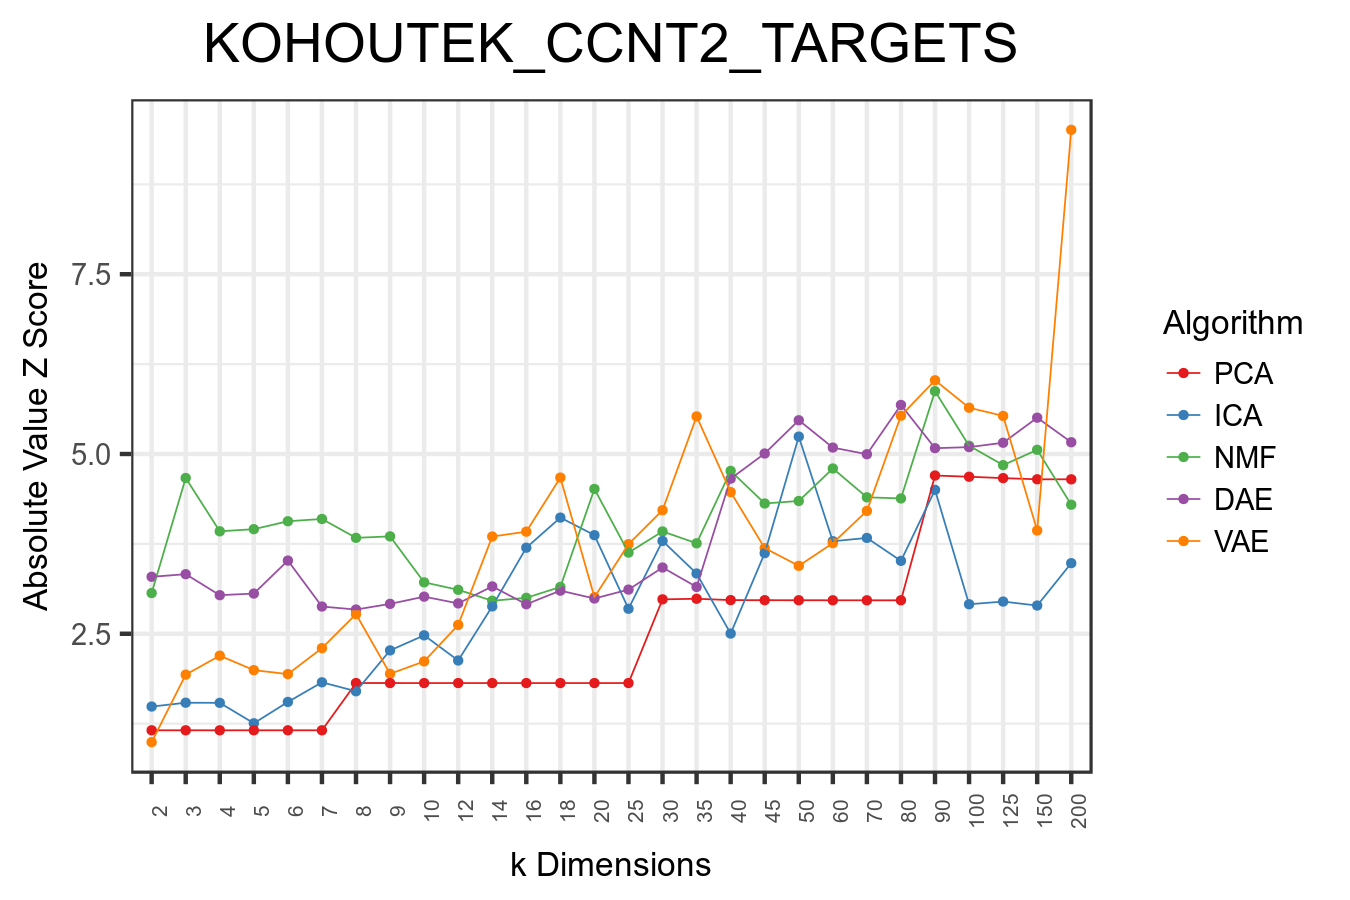 KOHOUTEK_CCNT2_TARGETS
Absolute Value Z Score
7.5
5.0
2.5
2 3 4 5 6 7 8 9 10 12 14 16 18 20 25 30 35 40 45 50 60 70 80 90 100 125 150 200
k Dimensions
Algorithm
PCA
ICA
NMF
DAE
VAE